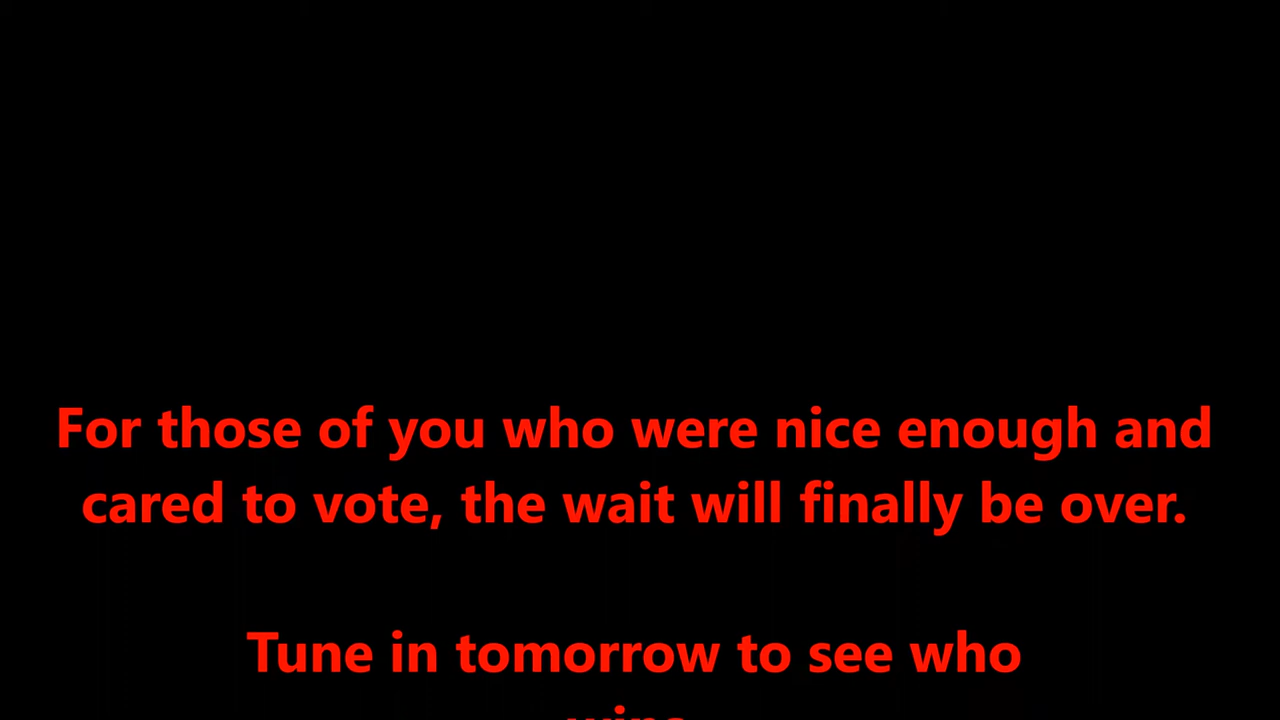 For those of you who were nice enough and
cared to vote, the wait will finally be over.
Tune in tomorrow to see who